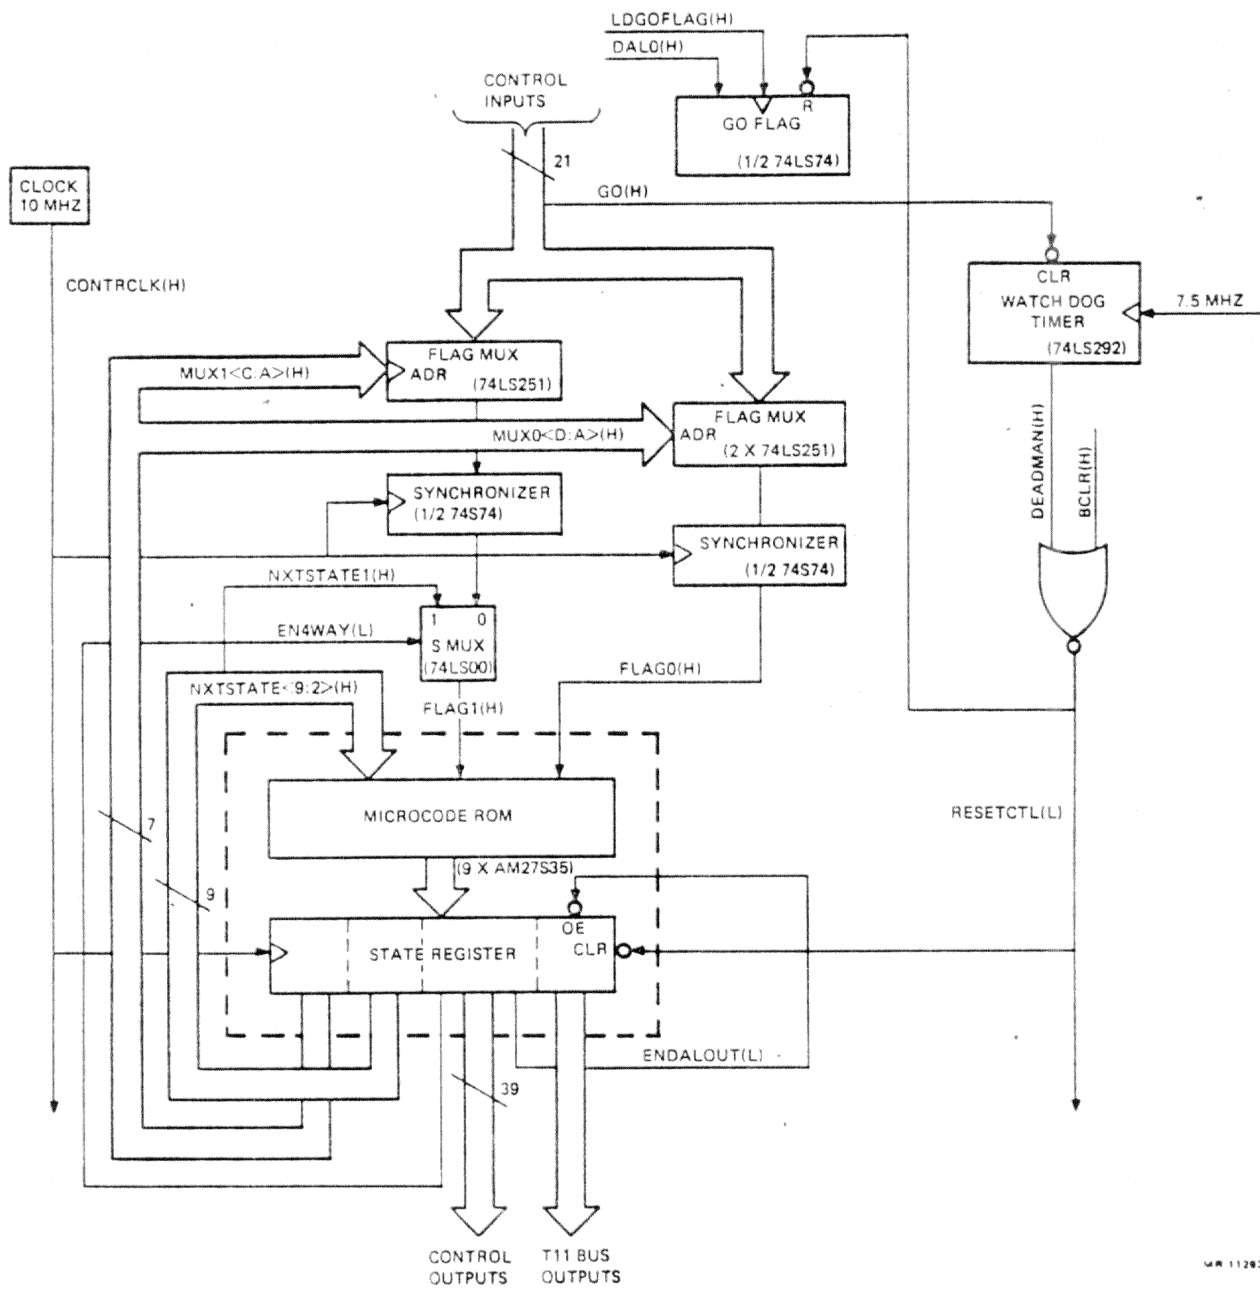 LDGOFLAG(H)
DAL0(H)
CONTROL
INPUTS
R
GO FLAG
(1/2 74LS74)
21
CLOCK
10 MHZ
GO(H)
CONTRCLK(H)
CLR
WATCH DOG
TIMER
(74LS292)
7.5 MHZ
FLAG MUX
ADR
(74LS251)
MUX1<C:A>(H)
FLAG MUX
ADR
(2 X 74LS251)
MUX0<D:A>(H)
DEADMAN(H)
BCLR(H)
SYNCHRONIZER
(1/2 74S74)
SYNCHRONIZER
(1/2 74S74)
NXTSTATE1(H)
1 0
S MUX
(74LS00)
EN4WAY(L)
FLAG0(H)
NXTSTATE<9:2>(H)
FLAG1(H)
MICROCODE ROM
(9 X AM27S35)
RESETCTL(L)
7
9
OE
CLR
STATE REGISTER
ENDALOUT(L)
39
CONTROL
OUTPUTS
T11 BUS
OUTPUTS